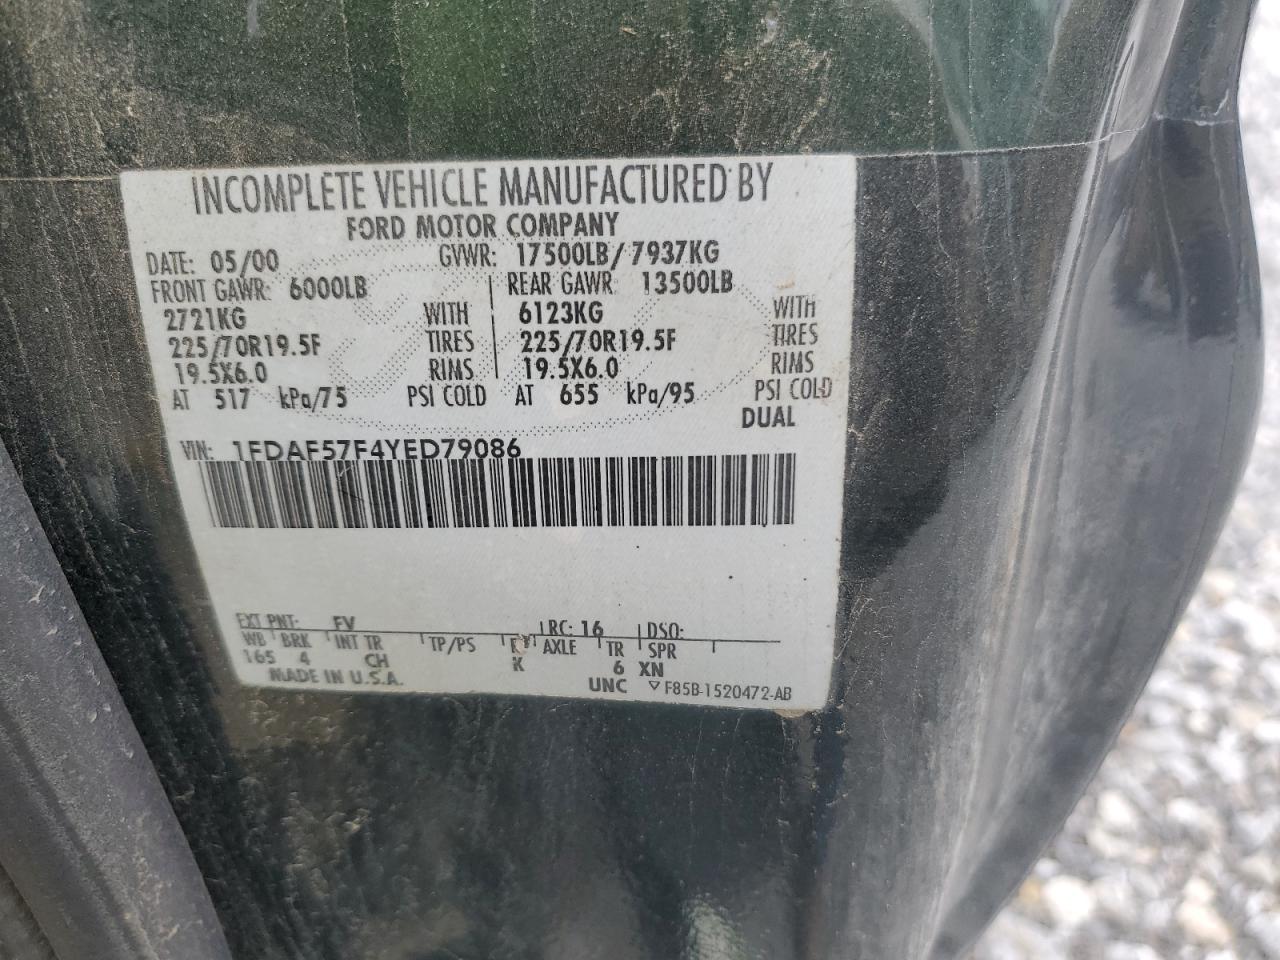 INCOMPLETE VEHICLE MANUFACTURED BY
FORD MOTOR COMPANY
DATE: 05/00 GVWR: 17500LB/7937KG
FRONT GAWR: 6000LB REAR GAWR: 13500LB
2721KG WITH 6123KG WITH
225/70R19.5F TIRES 225/70R19.5F TIRES
19.5X6.0 RIMS 19.5X6.0 RIMS
AT 517 kPa/75 PSI COLD AT 655 kPa/95 PSI COLD
DUAL
VIN: 1FDAF57F4YED79086
EXT PNT: FV RC: 16 DSO:
WB BRK INT TR TP/PS AXLE TR SPR
165 4 CH K 6 XN
MADE IN U.S.A. UNC ▽ F85B-1520472-AB